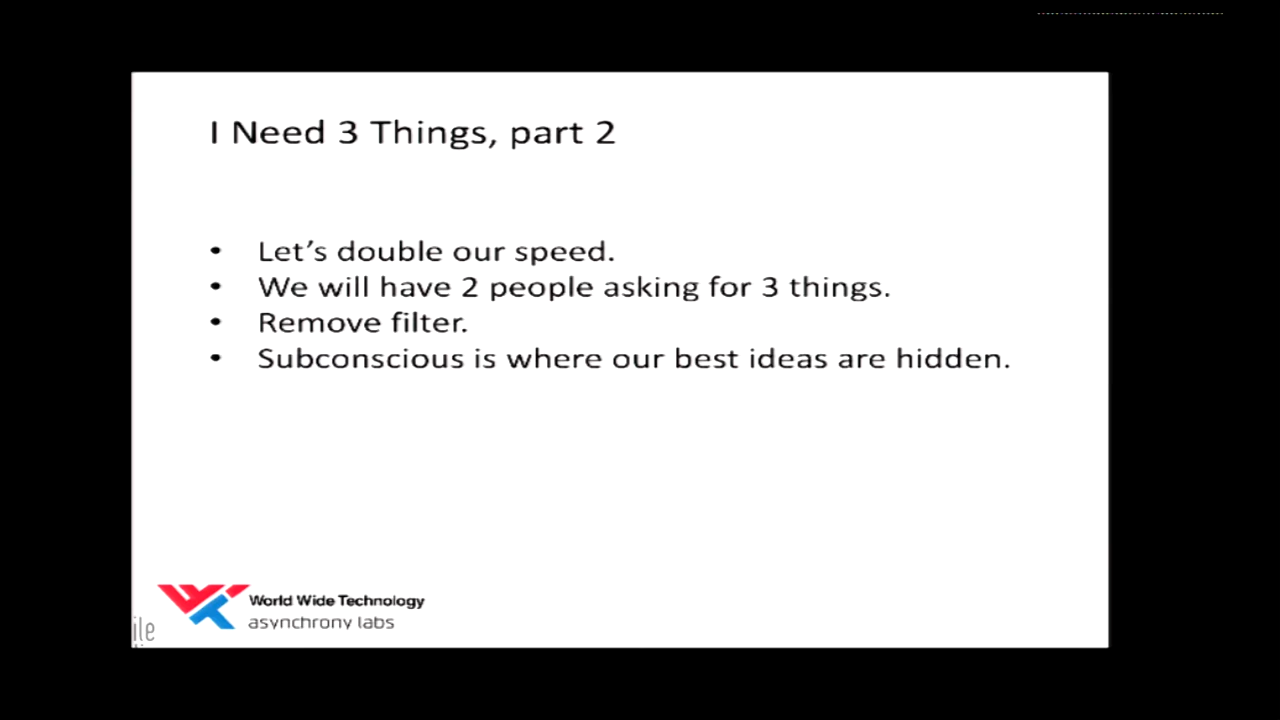 I Need 3 Things, part 2
• Let's double our speed.
• We will have 2 people asking for 3 things.
• Remove filter.
• Subconscious is where our best ideas are hidden.
World Wide Technology
asynchrony labs
ile